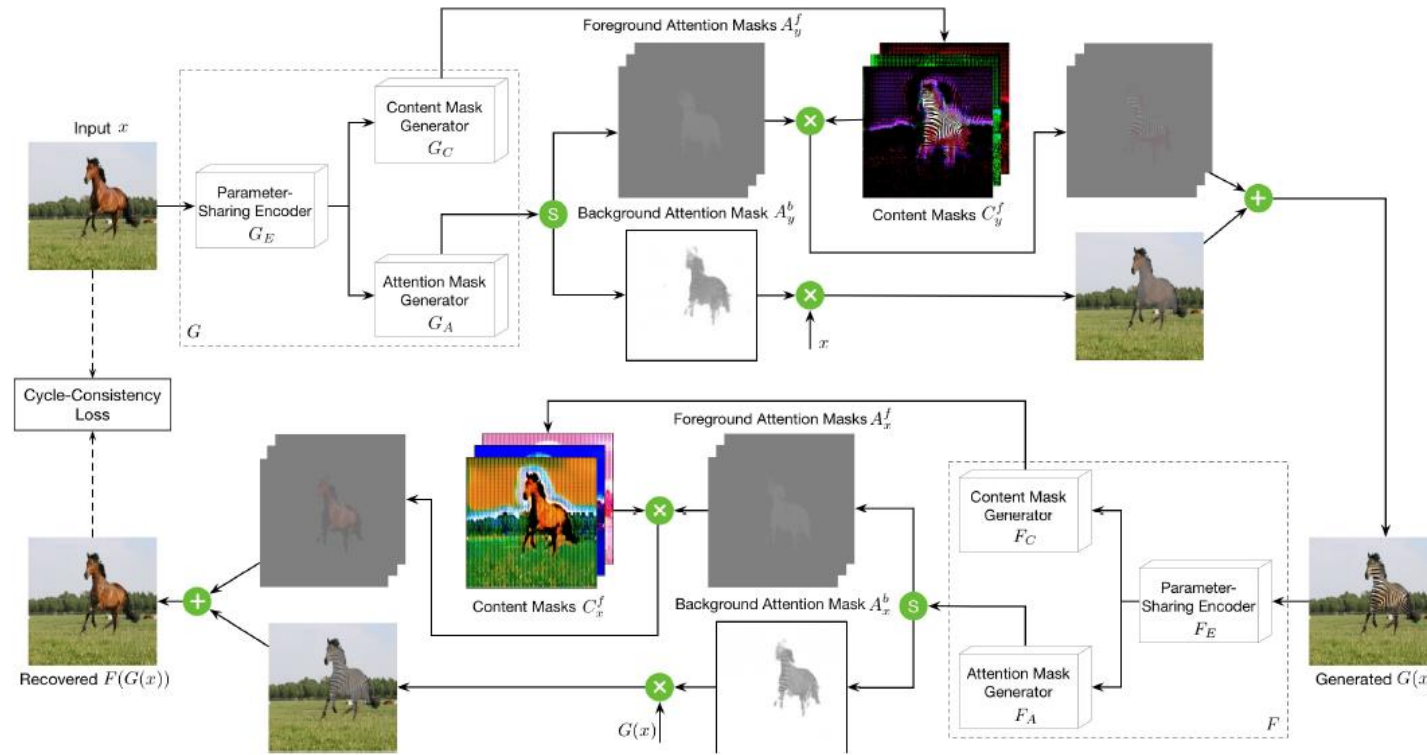 Foreground Attention Masks $A_y^f$
Input $x$
Content Mask
Generator
$G_C$
Parameter-
Sharing Encoder
$G_E$
Attention Mask
Generator
$G_A$
$G$
S
Background Attention Mask $A_y^b$
Content Masks $C_y^f$
$x$
Cycle-Consistency
Loss
Foreground Attention Masks $A_x^f$
Content Mask
Generator
$F_C$
Content Masks $C_x^f$
Background Attention Mask $A_x^b$
S
Parameter-
Sharing Encoder
$F_E$
Attention Mask
Generator
$F_A$
$F$
$G(x)$
Recovered $F(G(x))$
Generated $G(x$